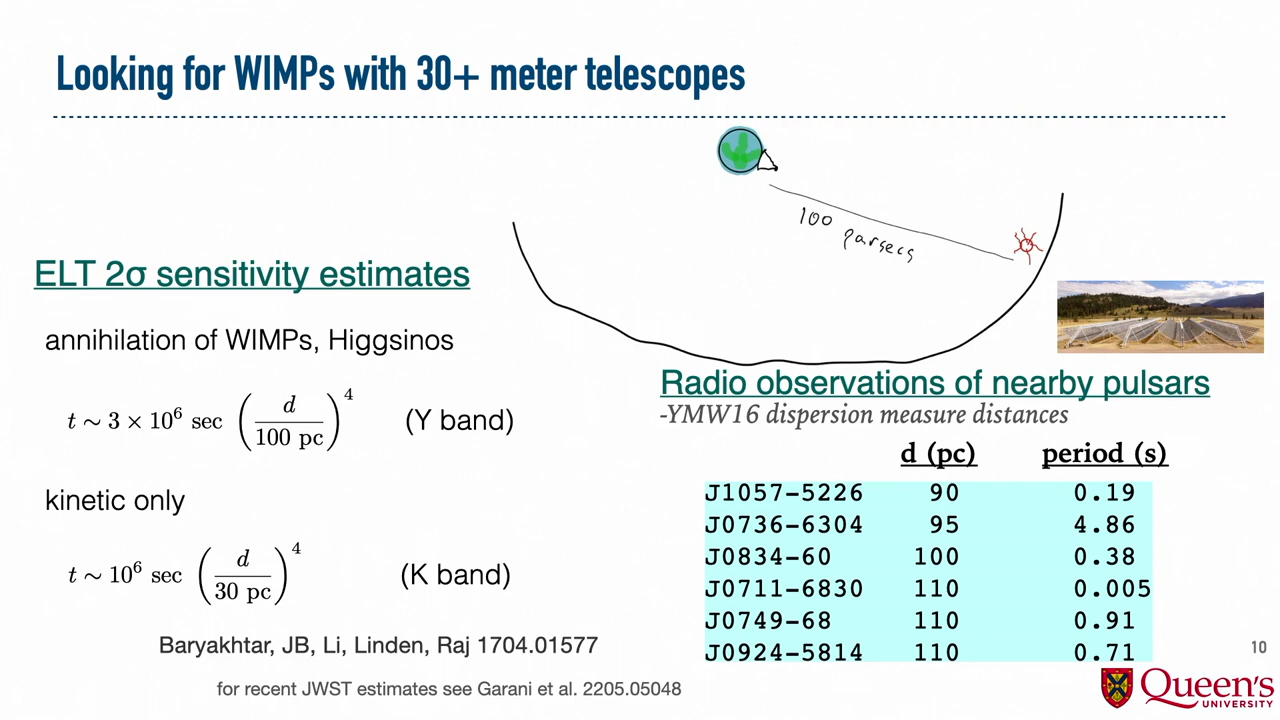 Looking for WIMPs with 30+ meter telescopes
100 parsecs
ELT 2σ sensitivity estimates
annihilation of WIMPs, Higgsinos
t ∼ 3 × 10⁶ sec (d / 100 pc)⁴ (Y band)
kinetic only
t ∼ 10⁶ sec (d / 30 pc)⁴ (K band)
Baryakhtar, JB, Li, Linden, Raj 1704.01577
for recent JWST estimates see Garani et al. 2205.05048
Radio observations of nearby pulsars
-YMW16 dispersion measure distances
d (pc) period (s)
J1057-5226 90 0.19
J0736-6304 95 4.86
J0834-60 100 0.38
J0711-6830 110 0.005
J0749-68 110 0.91
J0924-5814 110 0.71
10
Queen's
UNIVERSITY